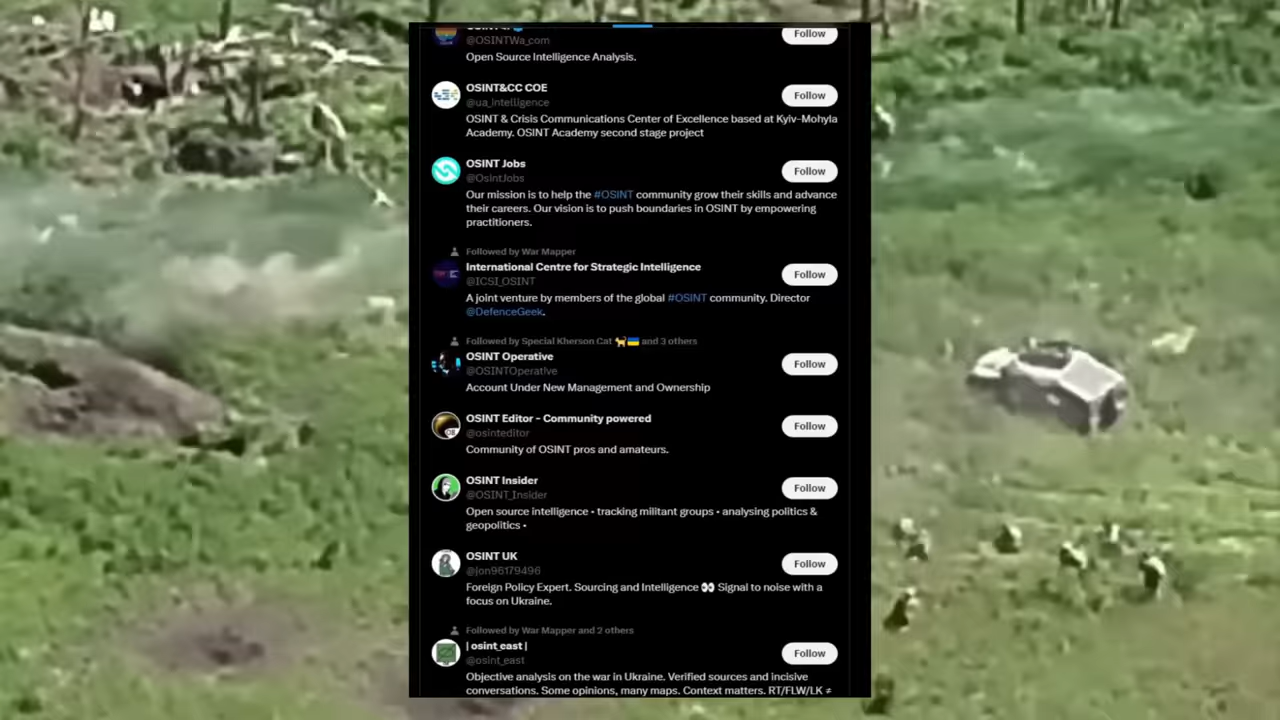 @OSINTWa_com
Follow
Open Source Intelligence Analysis.
OSINT&CC COE
@ua_intelligence
Follow
OSINT & Crisis Communications Center of Excellence based at Kyiv-Mohyla
Academy. OSINT Academy second stage project
OSINT Jobs
@OsintJobs
Follow
Our mission is to help the #OSINT community grow their skills and advance
their careers. Our vision is to push boundaries in OSINT by empowering
practitioners.
Followed by War Mapper
International Centre for Strategic Intelligence
@ICSI_OSINT
Follow
A joint venture by members of the global #OSINT community. Director
@DefenceGeek.
Followed by Special Kherson Cat 🐈🇺🇦 and 3 others
OSINT Operative
@OSINTOperative
Follow
Account Under New Management and Ownership
OSINT Editor - Community powered
@osinteditor
Follow
Community of OSINT pros and amateurs.
OSINT Insider
@OSINT_Insider
Follow
Open source intelligence • tracking militant groups • analysing politics &
geopolitics •
OSINT UK
@jon96179496
Follow
Foreign Policy Expert. Sourcing and Intelligence 👀 Signal to noise with a
focus on Ukraine.
Followed by War Mapper and 2 others
| osint_east |
@osint_east
Follow
Objective analysis on the war in Ukraine. Verified sources and incisive
conversations. Some opinions, many maps. Context matters. RT/FLW/LK ≠